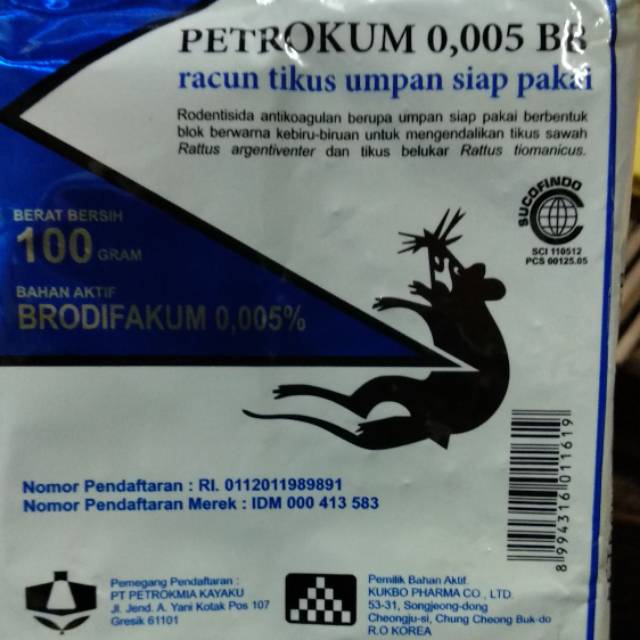 PETROKUM 0,005 BB
racun tikus umpan siap pakai
Rodentisida antikoagulan berupa umpan siap pakai berbentuk
blok berwarna kebiru-biruan untuk mengendalikan tikus sawah
Rattus argentiventer dan tikus belukar Rattus tiomanicus.
SUCOFINDO
SCI 110512
PCS 00125.05
BERAT BERSIH
100 GRAM
BAHAN AKTIF
BRODIFAKUM 0,005%
Nomor Pendaftaran : RI. 0112011989891
Nomor Pendaftaran Merek : IDM 000 413 583
8 994316 011619
Pemegang Pendaftaran :
PT PETROKMIA KAYAKU
Jl. Jend. A. Yani Kotak Pos 107
Gresik 61101
Pemilik Bahan Aktif
KUKBO PHARMA CO., LTD.
53-31, Songjeong-dong
Cheongju-si, Chung Cheong Buk-do
R.O KOREA